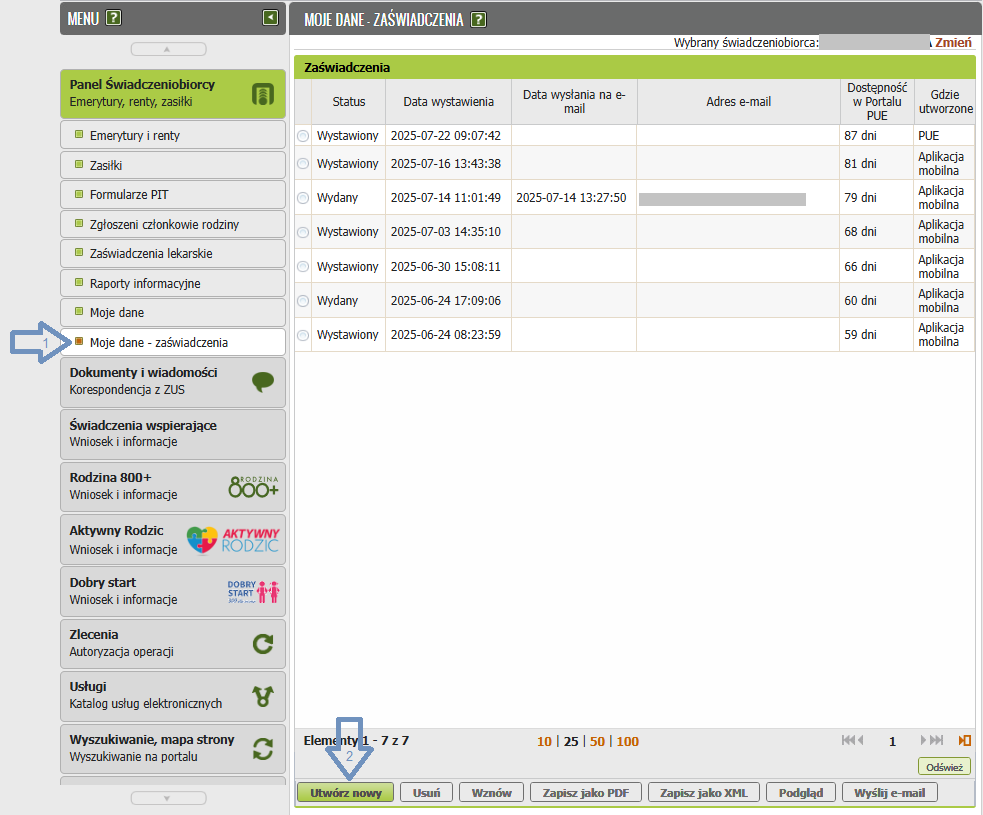 MENU ?
Panel Świadczeniobiorcy
Emerytury, renty, zasiłki
Emerytury i renty
Zasiłki
Formularze PIT
Zgłoszeni członkowie rodziny
Zaświadczenia lekarskie
Raporty informacyjne
Moje dane
1
Moje dane - zaświadczenia
Dokumenty i wiadomości
Korespondencja z ZUS
Świadczenia wspierające
Wniosek i informacje
Rodzina 800+
Wniosek i informacje
RODZINA
800+
Aktywny Rodzic
Wniosek i informacje
AKTYWNY
RODZIC
Dobry start
Wniosek i informacje
DOBRY
START
Zlecenia
Autoryzacja operacji
Usługi
Katalog usług elektronicznych
Wyszukiwanie, mapa strony
Wyszukiwanie na portalu
MOJE DANE - ZAŚWIADCZENIA ?
Wybrany świadczeniobiorca: Zmień
Zaświadczenia
Status Data wystawienia Data wysłania na e-mail Adres e-mail Dostępność w Portalu PUE Gdzie utworzone
Wystawiony 2025-07-22 09:07:42 87 dni PUE
Wystawiony 2025-07-16 13:43:38 81 dni Aplikacja mobilna
Wydany 2025-07-14 11:01:49 2025-07-14 13:27:50 79 dni Aplikacja mobilna
Wystawiony 2025-07-03 14:35:10 68 dni Aplikacja mobilna
Wystawiony 2025-06-30 15:08:11 66 dni Aplikacja mobilna
Wydany 2025-06-24 17:09:06 60 dni Aplikacja mobilna
Wystawiony 2025-06-24 08:23:59 59 dni Aplikacja mobilna
Elementy 1 - 7 z 7 10 | 25 | 50 | 100 1
2
Odśwież
Utwórz nowy Usuń Wznów Zapisz jako PDF Zapisz jako XML Podgląd Wyślij e-mail